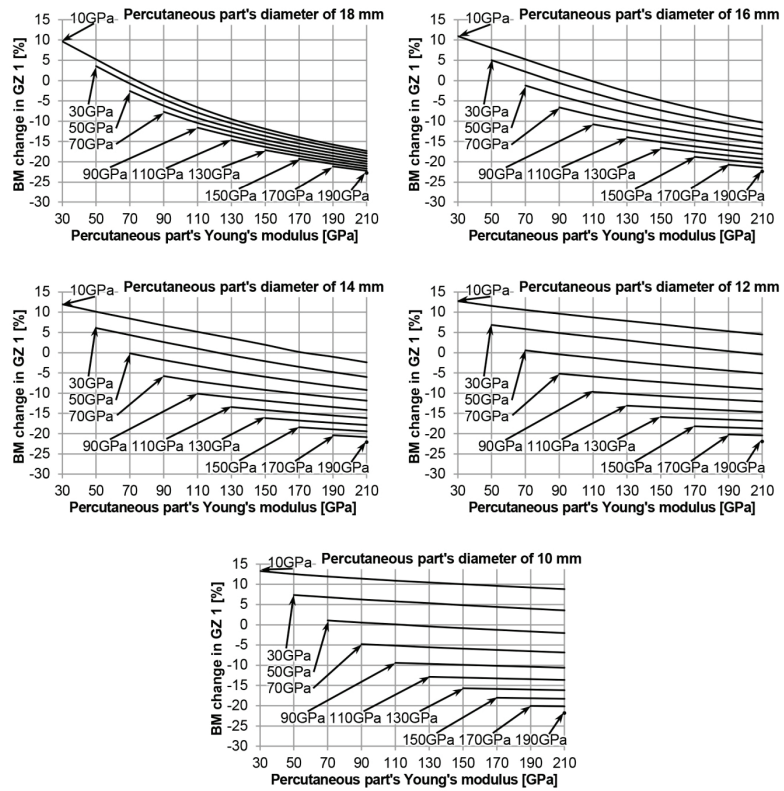 Percutaneous part's diameter of 18 mm
BM change in GZ 1 [%]
15
10
5
0
-5
-10
-15
-20
-25
-30
10GPa
30GPa
50GPa
70GPa
90GPa 110GPa 130GPa
150GPa 170GPa 190GPa
30 50 70 90 110 130 150 170 190 210
Percutaneous part's Young's modulus [GPa]
Percutaneous part's diameter of 16 mm
BM change in GZ 1 [%]
15
10
5
0
-5
-10
-15
-20
-25
-30
10GPa
30GPa
50GPa
70GPa
90GPa 110GPa 130GPa
150GPa 170GPa 190GPa
30 50 70 90 110 130 150 170 190 210
Percutaneous part's Young's modulus [GPa]
Percutaneous part's diameter of 14 mm
BM change in GZ 1 [%]
15
10
5
0
-5
-10
-15
-20
-25
-30
10GPa
30GPa
50GPa
70GPa
90GPa 110GPa 130GPa
150GPa 170GPa 190GPa
30 50 70 90 110 130 150 170 190 210
Percutaneous part's Young's modulus [GPa]
Percutaneous part's diameter of 12 mm
BM change in GZ 1 [%]
15
10
5
0
-5
-10
-15
-20
-25
-30
10GPa
30GPa
50GPa
70GPa
90GPa 110GPa 130GPa
150GPa 170GPa 190GPa
30 50 70 90 110 130 150 170 190 210
Percutaneous part's Young's modulus [GPa]
Percutaneous part's diameter of 10 mm
BM change in GZ 1 [%]
15
10
5
0
-5
-10
-15
-20
-25
-30
10GPa
30GPa
50GPa
70GPa
90GPa 110GPa 130GPa
150GPa 170GPa 190GPa
30 50 70 90 110 130 150 170 190 210
Percutaneous part's Young's modulus [GPa]